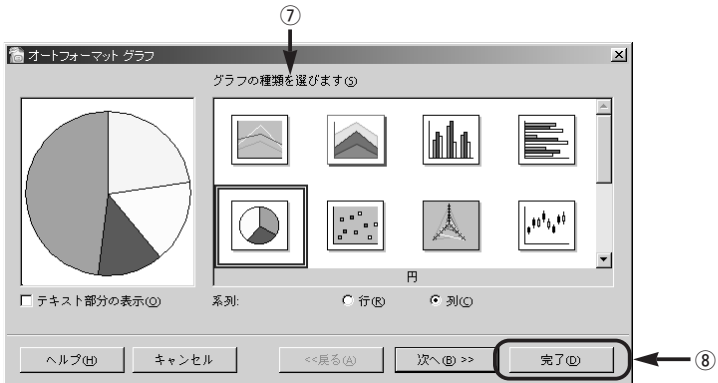 ⑦
オートフォーマット グラフ
グラフの種類を選びます(S)
円
テキスト部分の表示(O)
系列:
行(R)
列(C)
ヘルプ(H)
キャンセル
<<戻る(A)
次へ(B) >>
完了(D)
⑧